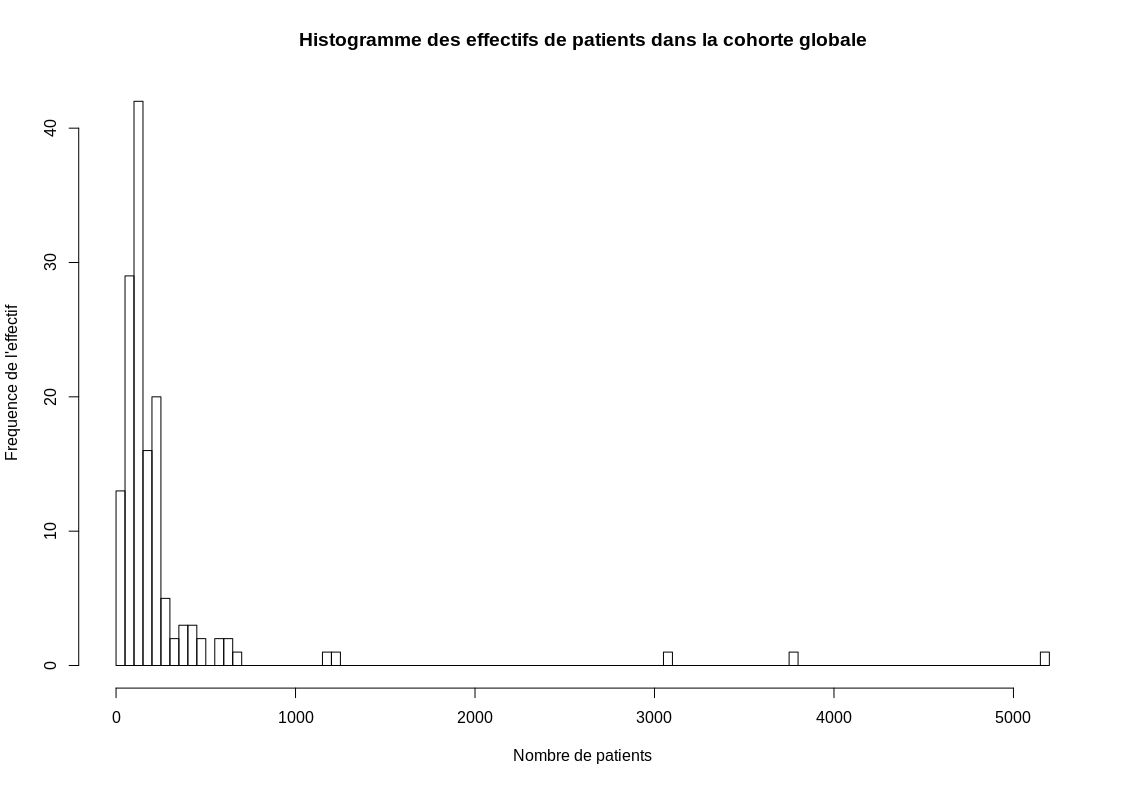 Histogramme des effectifs de patients dans la cohorte globale
Frequence de l'effectif
40
30
20
10
0
0 1000 2000 3000 4000 5000
Nombre de patients